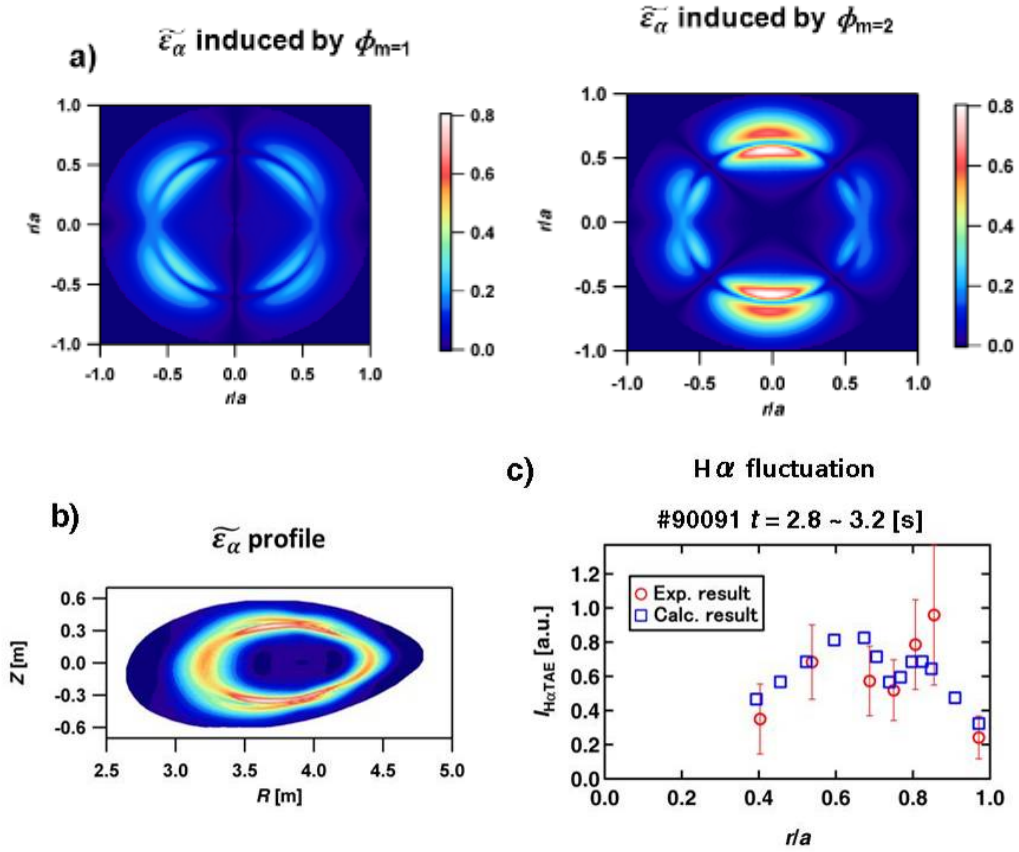 a)
ε̃α induced by ϕm=1
1.0
0.5
0.0
-0.5
-1.0
r/a
-1.0 -0.5 0.0 0.5 1.0
r/a
0.8
0.6
0.4
0.2
0.0
ε̃α induced by ϕm=2
1.0
0.5
0.0
-0.5
-1.0
r/a
-1.0 -0.5 0.0 0.5 1.0
r/a
0.8
0.6
0.4
0.2
0.0
b)
ε̃α profile
0.6
0.3
0.0
-0.3
-0.6
Z [m]
2.5 3.0 3.5 4.0 4.5 5.0
R [m]
c)
Hα fluctuation
#90091 t = 2.8 ~ 3.2 [s]
Exp. result
Calc. result
1.2
1.0
0.8
0.6
0.4
0.2
0.0
IHαTAE [a.u.]
0.0 0.2 0.4 0.6 0.8 1.0
r/a